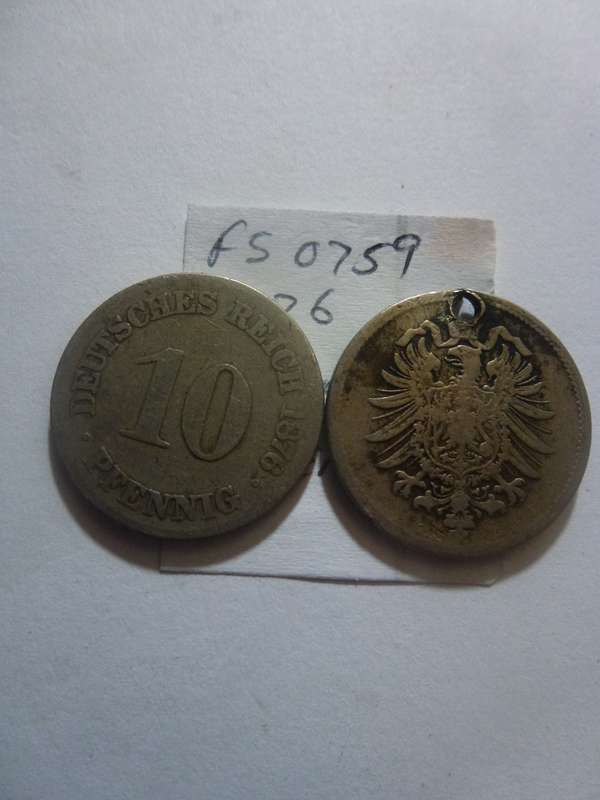 fS 0759
76
DEUTSCHES REICH 1876
10
PFENNIG